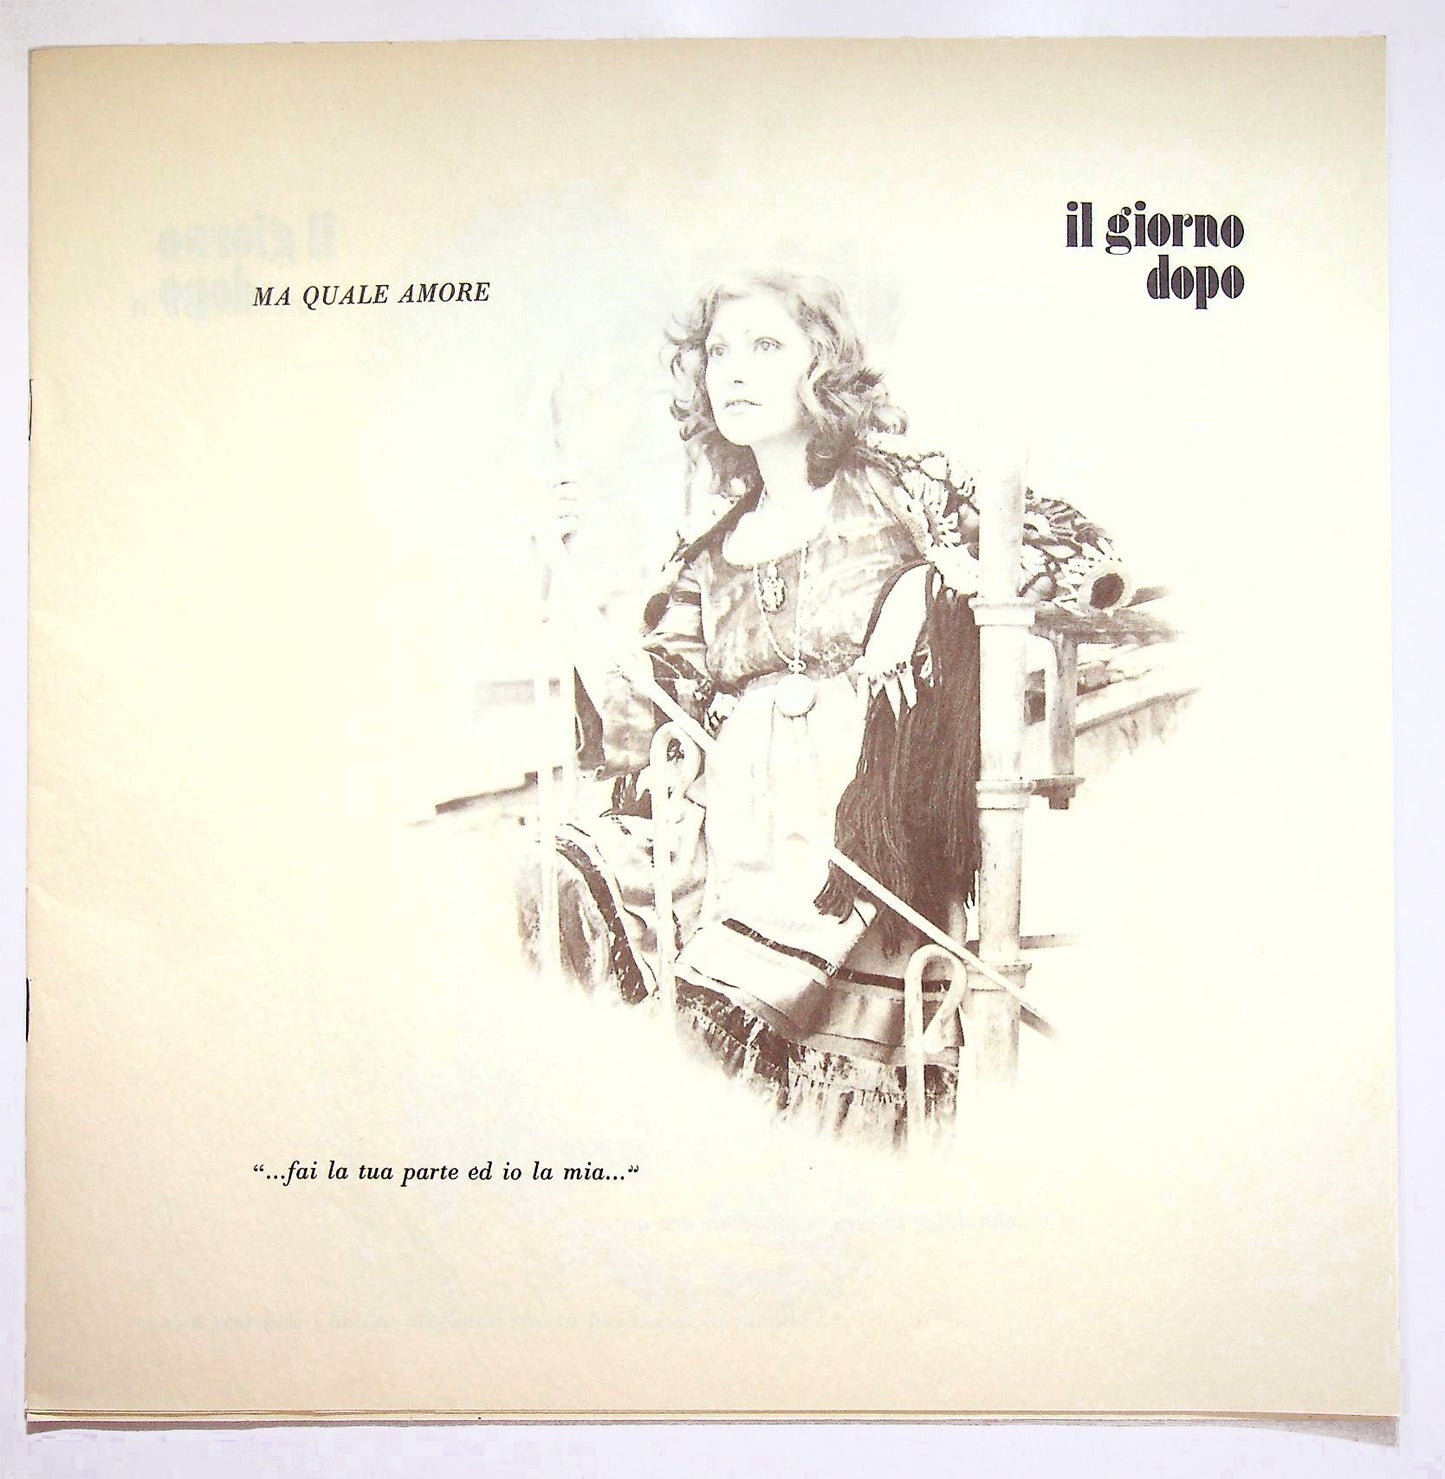 il giorno
dopo
MA QUALE AMORE
“...fai la tua parte ed io la mia...”